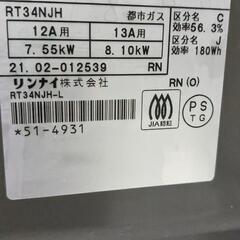 RT34NJH 都市ガス
12A用 13A用
7.55kW 8.10kW
区分名 C
効率56.3%
区分名 J
効率 180Wh
21.02-012539 RN
リンナイ株式会社 RN(O)
*51-4931
RT34NJH-L
JIA認証
PS
TG